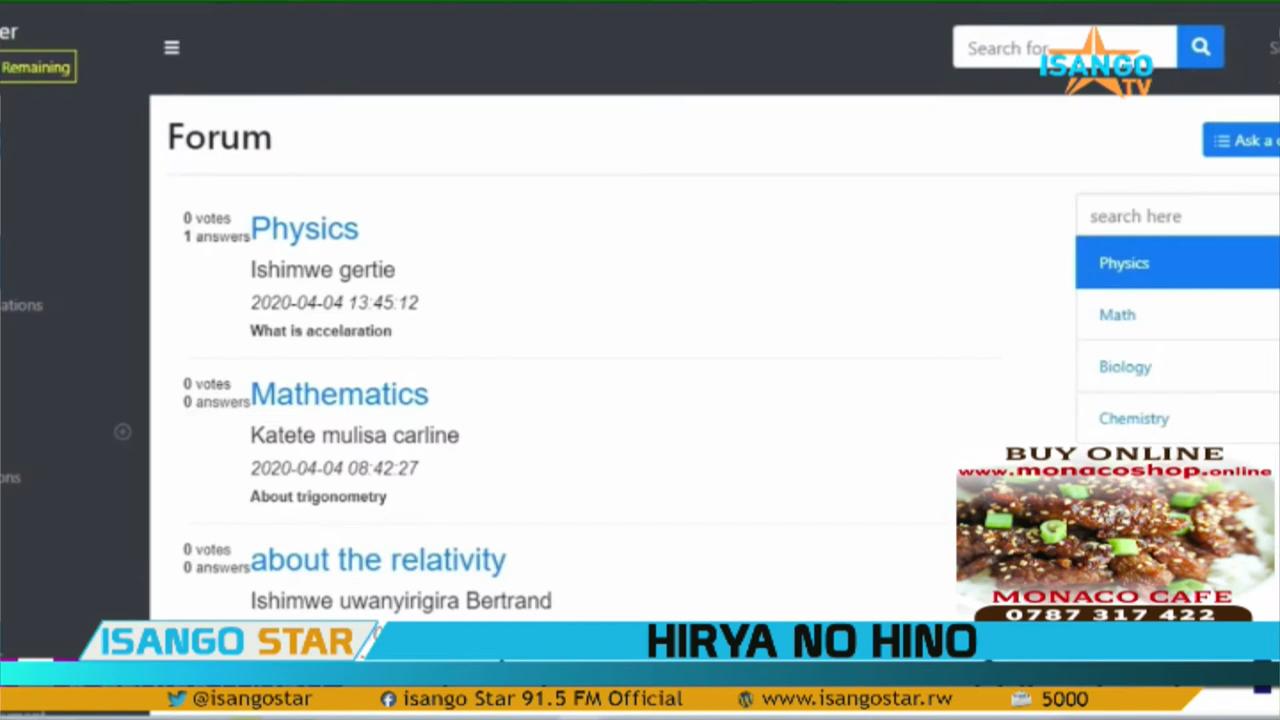 er
Remaining
Search for
ISANGO
TV
Forum
Ask a
0 votes
1 answers
Physics
Ishimwe gertie
2020-04-04 13:45:12
What is accelaration
search here
Physics
Math
Biology
Chemistry
ations
0 votes
0 answers
Mathematics
Katete mulisa carline
2020-04-04 08:42:27
About trigonometry
ons
0 votes
0 answers
about the relativity
Ishimwe uwanyirigira Bertrand
BUY ONLINE
www.monacoshop.online
MONACO CAFE
0787 317 422
ISANGO STAR
HIRYA NO HINO
@isangostar
isango Star 91.5 FM Official
www.isangostar.rw
5000